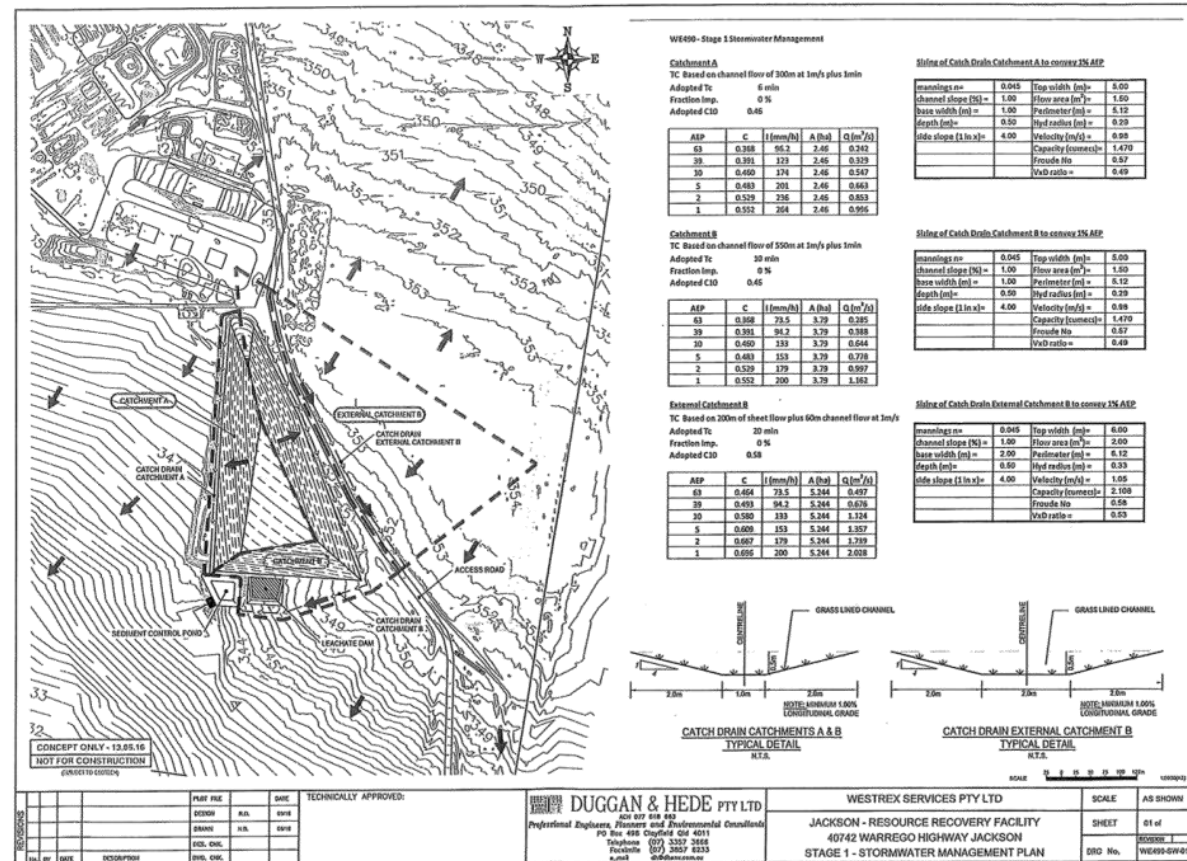 WE490 - Stage 1 Stormwater Management
Catchment A
TC Based on channel flow of 300m at 1m/s plus 1min
Adopted Tc 6 min
Fraction Imp. 0 %
Adopted C10 0.46
AEP C I (mm/h) A (ha) Q (m³/s)
63 0.368 96.2 2.46 0.242
39 0.391 123 2.46 0.329
10 0.460 174 2.46 0.547
5 0.483 201 2.46 0.663
2 0.529 236 2.46 0.853
1 0.552 264 2.46 0.996
Sizing of Catch Drain Catchment A to convey 1% AEP
mannings n= 0.045 Top width (m)= 5.00
channel slope (%) = 1.00 Flow area (m²)= 1.50
base width (m) = 1.00 Perimeter (m) = 5.12
depth (m)= 0.50 Hyd radius (m) = 0.29
side slope (1 in x)= 4.00 Velocity (m/s) = 0.98
Capacity (cumecs)= 1.470
Froude No 0.57
VxD ratio = 0.49
Catchment B
TC Based on channel flow of 550m at 1m/s plus 1min
Adopted Tc 10 min
Fraction Imp. 0 %
Adopted C10 0.46
AEP C I (mm/h) A (ha) Q (m³/s)
63 0.368 73.5 3.79 0.285
39 0.391 94.2 3.79 0.388
10 0.460 133 3.79 0.644
5 0.483 153 3.79 0.778
2 0.529 179 3.79 0.997
1 0.552 200 3.79 1.162
Sizing of Catch Drain Catchment B to convey 1% AEP
mannings n= 0.045 Top width (m)= 5.00
channel slope (%) = 1.00 Flow area (m²)= 1.50
base width (m) = 1.00 Perimeter (m) = 5.12
depth (m)= 0.50 Hyd radius (m) = 0.29
side slope (1 in x)= 4.00 Velocity (m/s) = 0.98
Capacity (cumecs)= 1.470
Froude No 0.57
VxD ratio = 0.49
External Catchment B
TC Based on 200m of sheet flow plus 60m channel flow at 1m/s
Adopted Tc 20 min
Fraction Imp. 0 %
Adopted C10 0.58
AEP C I (mm/h) A (ha) Q (m³/s)
63 0.464 73.5 5.244 0.497
39 0.493 94.2 5.244 0.676
10 0.580 133 5.244 1.124
5 0.609 153 5.244 1.357
2 0.667 179 5.244 1.739
1 0.696 200 5.244 2.028
Sizing of Catch Drain External Catchment B to convey 1% AEP
mannings n= 0.045 Top width (m)= 6.00
channel slope (%) = 1.00 Flow area (m²)= 2.00
base width (m) = 2.00 Perimeter (m) = 6.12
depth (m)= 0.50 Hyd radius (m) = 0.33
side slope (1 in x)= 4.00 Velocity (m/s) = 1.05
Capacity (cumecs)= 2.108
Froude No 0.58
VxD ratio = 0.53
N
W E
S
349
350
351
352
353
CATCHMENT A
EXTERNAL CATCHMENT B
CATCH DRAIN
EXTERNAL CATCHMENT B
CATCH DRAIN
CATCHMENT A
CATCHMENT B
ACCESS ROAD
SEDIMENT CONTROL POND
LEACHATE DAM
CATCH DRAIN
CATCHMENT B
CENTRELINE
GRASS LINED CHANNEL
0.5m
2.0m 1.0m 2.0m
NOTE: MINIMUM 1.00%
LONGITUDINAL GRADE
CATCH DRAIN CATCHMENTS A & B
TYPICAL DETAIL
N.T.S.
CENTRELINE
GRASS LINED CHANNEL
0.5m
2.0m 2.0m 2.0m
NOTE: MINIMUM 1.00%
LONGITUDINAL GRADE
CATCH DRAIN EXTERNAL CATCHMENT B
TYPICAL DETAIL
N.T.S.
SCALE
CONCEPT ONLY - 13.05.16
NOT FOR CONSTRUCTION
REVISIONS
BY DATE DESCRIPTION
PLOT FILE DATE
DESIGN R.D.
DRAWN
DES. CHK.
DWG. CHK.
TECHNICALLY APPROVED:
DUGGAN & HEDE PTY LTD
Professional Engineers, Planners and Environmental Consultants
PO Box 498 Clayfield Qld 4011
Telephone (07) 3357 3666
Facsimile (07) 3857 6233
WESTREX SERVICES PTY LTD
JACKSON - RESOURCE RECOVERY FACILITY
40742 WARREGO HIGHWAY JACKSON
STAGE 1 - STORMWATER MANAGEMENT PLAN
SCALE AS SHOWN
SHEET 01 of
REVISION
DRG No. WE490-SW-01